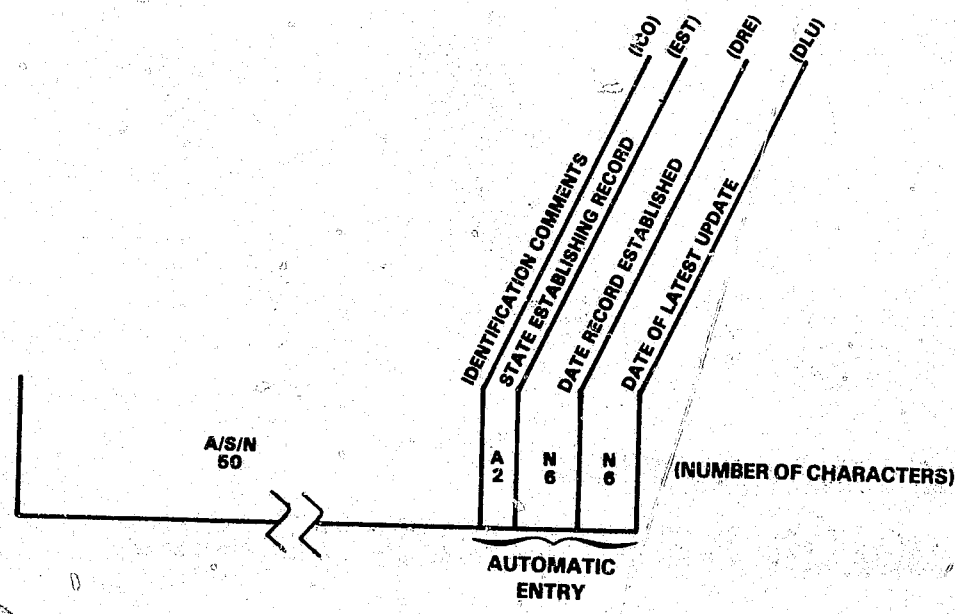 IDENTIFICATION COMMENTS (ICO)
STATE ESTABLISHING RECORD (EST)
DATE RECORD ESTABLISHED (DRE)
DATE OF LATEST UPDATE (DLU)
A/S/N
50
A
2
N
6
N
6
(NUMBER OF CHARACTERS)
AUTOMATIC
ENTRY